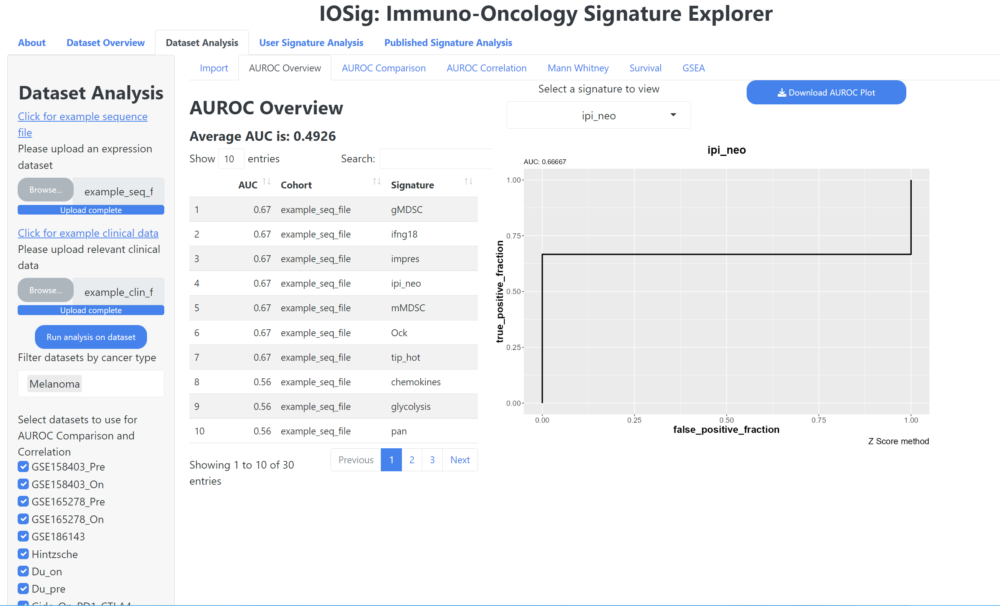 IOSig: Immuno-Oncology Signature Explorer
About
Dataset Overview
Dataset Analysis
User Signature Analysis
Published Signature Analysis
Dataset Analysis
Click for example sequence
file
Please upload an expression
dataset
Browse...
example_seq_f
Upload complete
Click for example clinical data
Please upload relevant clinical
data
Browse...
example_clin_f
Upload complete
Run analysis on dataset
Filter datasets by cancer type
Melanoma
Select datasets to use for
AUROC Comparison and
Correlation
GSE158403_Pre
GSE158403_On
GSE165278_Pre
GSE165278_On
GSE186143
Hintzsche
Du_on
Du_pre
Gide_On_PD1_CTLA4
Import
AUROC Overview
AUROC Comparison
AUROC Correlation
Mann Whitney
Survival
GSEA
AUROC Overview
Average AUC is: 0.4926
Show 10 entries
Search:
AUC Cohort Signature
1 0.67 example_seq_file gMDSC
2 0.67 example_seq_file ifng18
3 0.67 example_seq_file impres
4 0.67 example_seq_file ipi_neo
5 0.67 example_seq_file mMDSC
6 0.67 example_seq_file Ock
7 0.67 example_seq_file tip_hot
8 0.56 example_seq_file chemokines
9 0.56 example_seq_file glycolysis
10 0.56 example_seq_file pan
Showing 1 to 10 of 30
entries
Previous 1 2 3 Next
Select a signature to view
ipi_neo
Download AUROC Plot
ipi_neo
AUC: 0.66667
true_positive_fraction
1.00
0.75
0.50
0.25
0.00
0.00 0.25 0.50 0.75 1.00
false_positive_fraction
Z Score method